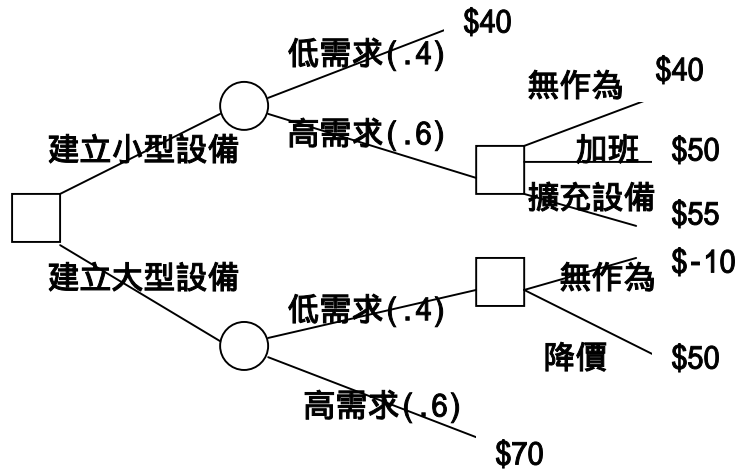 低需求(.4)
$40
建立小型設備
高需求(.6)
無作為
$40
加班
$50
擴充設備
$55
建立大型設備
低需求(.4)
無作為
$-10
降價
$50
高需求(.6)
$70